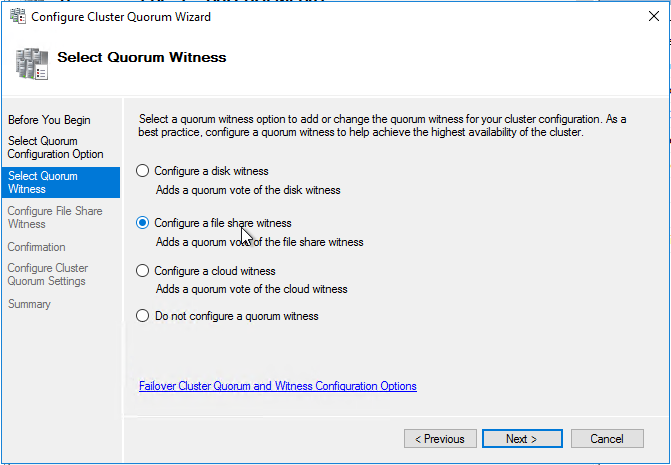 Configure Cluster Quorum Wizard
Select Quorum Witness
Before You Begin
Select Quorum
Configuration Option
Select Quorum
Witness
Configure File Share
Witness
Confirmation
Configure Cluster
Quorum Settings
Summary
Select a quorum witness option to add or change the quorum witness for your cluster configuration. As a
best practice, configure a quorum witness to help achieve the highest availability of the cluster.
Configure a disk witness
Adds a quorum vote of the disk witness
Configure a file share witness
Adds a quorum vote of the file share witness
Configure a cloud witness
Adds a quorum vote of the cloud witness
Do not configure a quorum witness
Failover Cluster Quorum and Witness Configuration Options
< Previous
Next >
Cancel